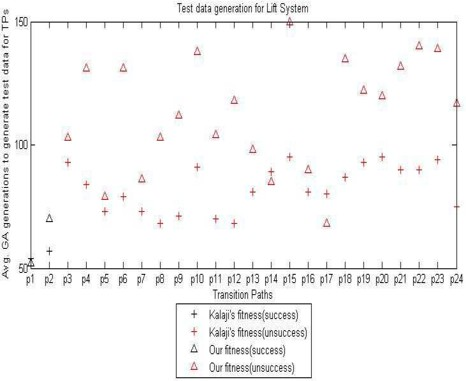 Test data generation for Lift System
Avg. GA generations to generate test data for TPs
150
100
50
p1 p2 p3 p4 p5 p6 p7 p8 p9 p10 p11 p12 p13 p14 p15 p16 p17 p18 p19 p20 p21 p22 p23 p24
Transition Paths
Kalaji's fitness(success)
Kalaji's fitness(unsuccess)
Our fitness(success)
Our fitness(unsuccess)